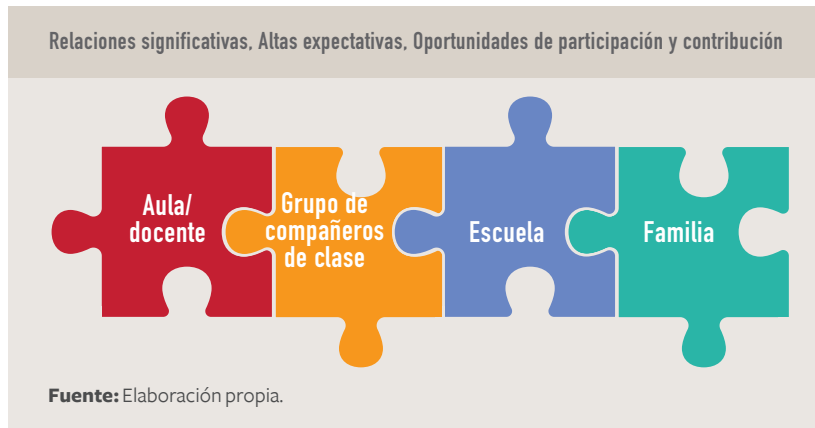 Relaciones significativas, Altas expectativas, Oportunidades de participación y contribución
Aula/
docente
Grupo de
compañeros
de clase
Escuela
Familia
Fuente: Elaboración propia.